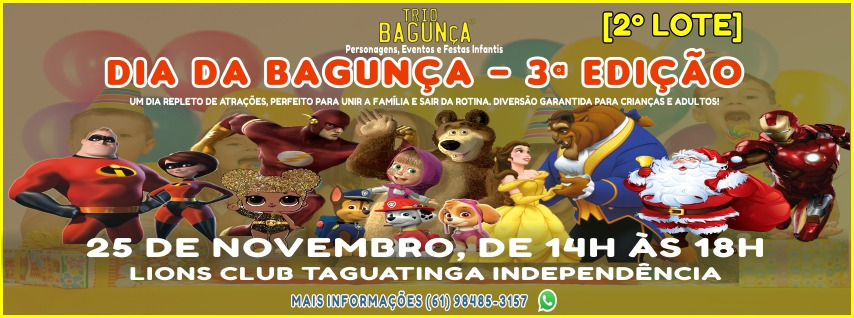 TRIO
BAGUNÇA
Personagens, Eventos e Festas Infantis
[2º LOTE]
DIA DA BAGUNÇA - 3ª EDIÇÃO
UM DIA REPLETO DE ATRAÇÕES, PERFEITO PARA UNIR A FAMÍLIA E SAIR DA ROTINA. DIVERSÃO GARANTIDA PARA CRIANÇAS E ADULTOS!
25 DE NOVEMBRO, DE 14H ÀS 18H
LIONS CLUB TAGUATINGA INDEPENDÊNCIA
MAIS INFORMAÇÕES (61) 98485-3157